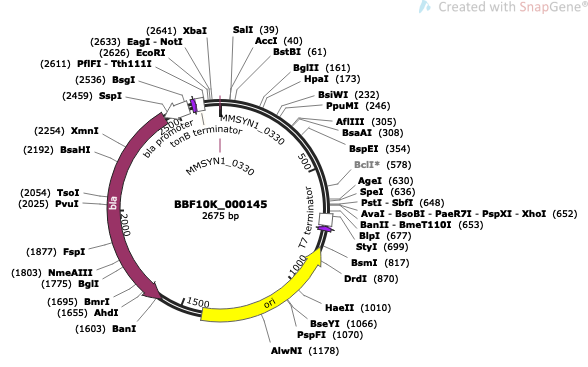 Created with SnapGene®
(2641) XbaI
(2633) EagI - NotI
(2626) EcoRI
(2611) PflFI - Tth111I
(2536) BsgI
(2459) SspI
(2254) XmnI
(2192) BsaHI
(2054) TsoI
(2025) PvuI
(1877) FspI
(1803) NmeAIII
(1775) BglI
(1695) BmrI
(1655) AhdI
(1603) BanI
SalI (39)
AccI (40)
BstBI (61)
BglII (161)
HpaI (173)
BsiWI (232)
PpuMI (246)
AflIII (305)
BsaAI (308)
BspEI (354)
BclI* (578)
AgeI (630)
SpeI (636)
PstI - SbfI (648)
AvaI - BsoBI - PaeR7I - PspXI - XhoI (652)
BanII - BmeT110I (653)
BlpI (677)
StyI (699)
BsmI (817)
DrdI (870)
HaeII (1010)
BseYI (1066)
PspFI (1070)
AlwNI (1178)
MMSYN1_0330
tonB terminator
bla promoter
MMSYN1_0330
BBF10K_000145
2675 bp
T7 terminator
bla
ori
500
1000
1500
2000
2500